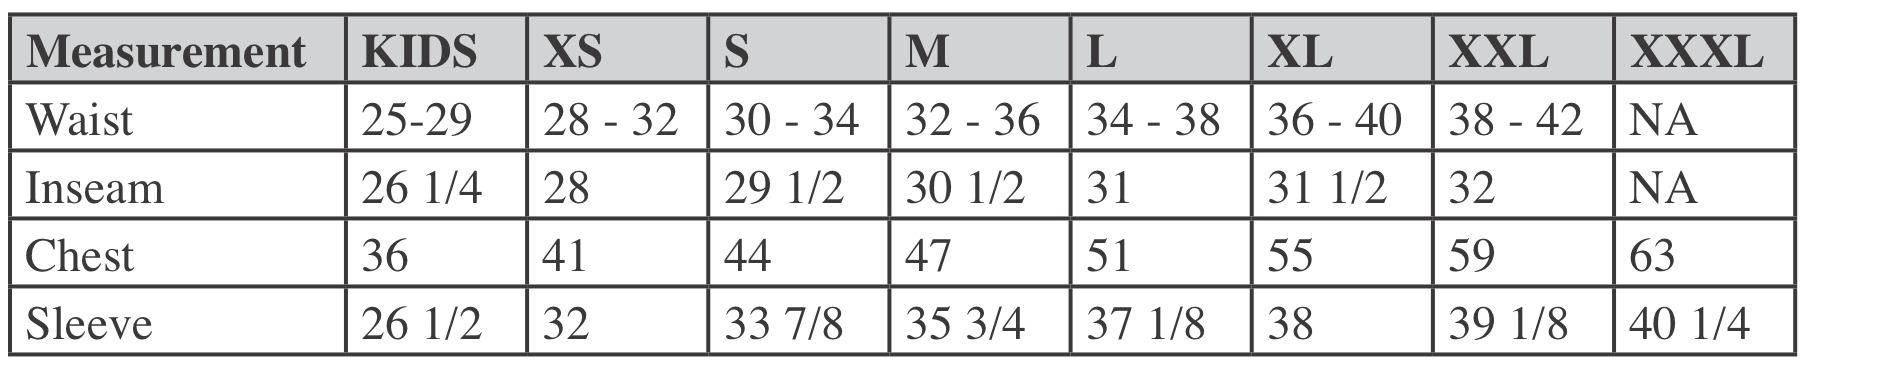 Measurement KIDS XS S M L XL XXL XXXL
Waist 25-29 28 - 32 30 - 34 32 - 36 34 - 38 36 - 40 38 - 42 NA
Inseam 26 1/4 28 29 1/2 30 1/2 31 31 1/2 32 NA
Chest 36 41 44 47 51 55 59 63
Sleeve 26 1/2 32 33 7/8 35 3/4 37 1/8 38 39 1/8 40 1/4